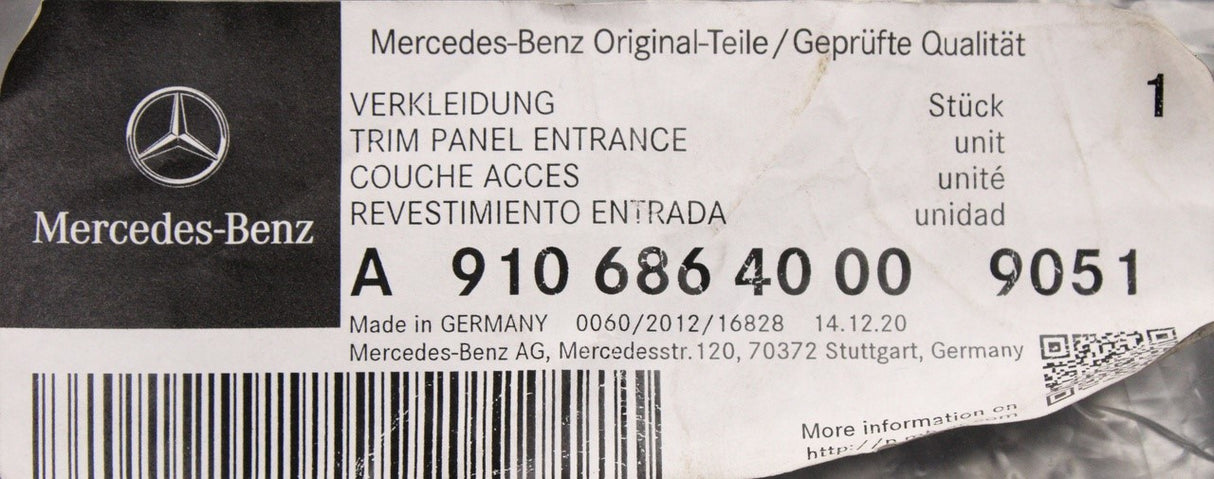 Mercedes-Benz Original-Teile/Geprüfte Qualität
Mercedes-Benz
VERKLEIDUNG Stück 1
TRIM PANEL ENTRANCE unit
COUCHE ACCES unité
REVESTIMIENTO ENTRADA unidad
A 910 686 40 00 9051
Made in GERMANY 0060/2012/16828 14.12.20
Mercedes-Benz AG, Mercedesstr.120, 70372 Stuttgart, Germany
More information on